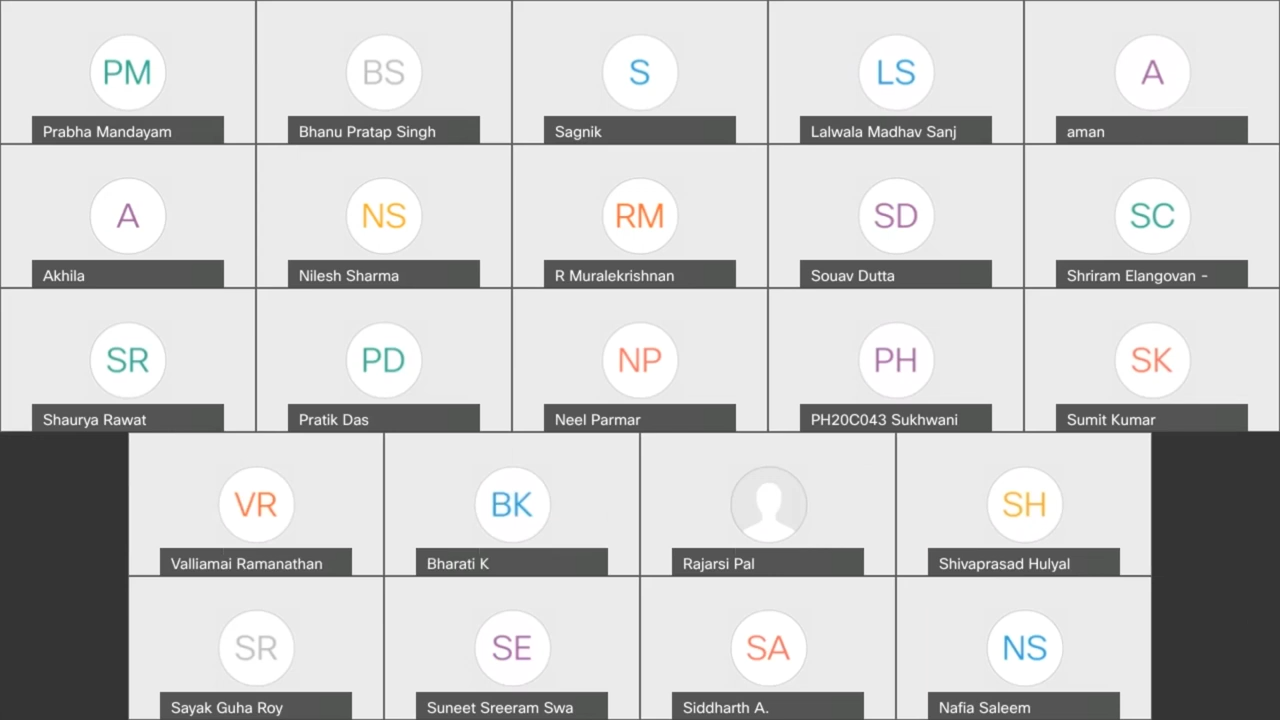 PM
Prabha Mandayam
BS
Bhanu Pratap Singh
S
Sagnik
LS
Lalwala Madhav Sanj
A
aman
A
Akhila
NS
Nilesh Sharma
RM
R Muralekrishnan
SD
Souav Dutta
SC
Shriram Elangovan -
SR
Shaurya Rawat
PD
Pratik Das
NP
Neel Parmar
PH
PH20C043 Sukhwani
SK
Sumit Kumar
VR
Valliamai Ramanathan
BK
Bharati K
Rajarsi Pal
SH
Shivaprasad Hulyal
SR
Sayak Guha Roy
SE
Suneet Sreeram Swa
SA
Siddharth A.
NS
Nafia Saleem